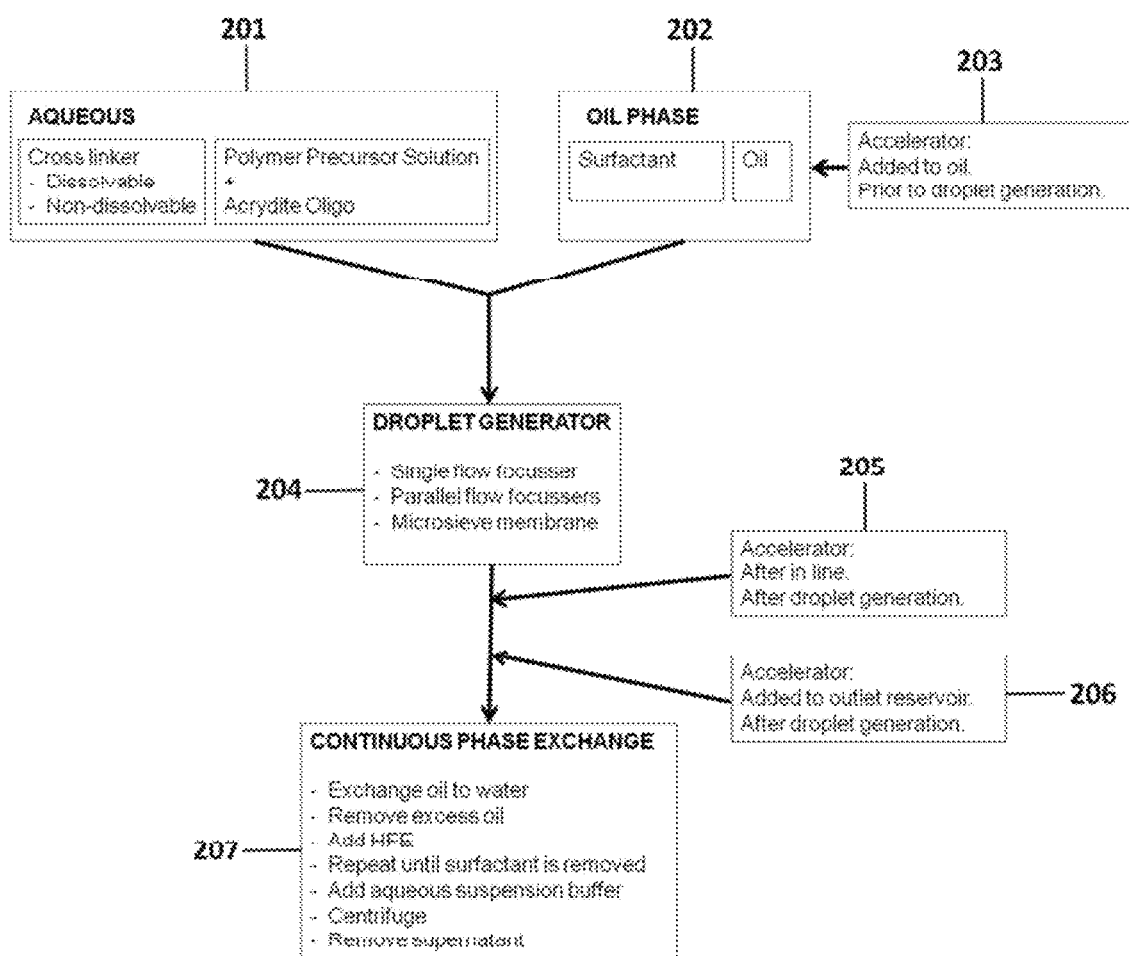 201
202
203
AQUEOUS
Cross linker
- Dissolvable
- Non-dissolvable
Polymer Precursor Solution
+
Acrydite Oligo
OIL PHASE
Surfactant
Oil
Accelerator:
Added to oil.
Prior to droplet generation.
DROPLET GENERATOR
- Single flow focusser
- Parallel flow focussers
- Microsieve membrane
204
205
Accelerator:
After in line.
After droplet generation.
Accelerator:
Added to outlet reservoir.
After droplet generation.
206
CONTINUOUS PHASE EXCHANGE
- Exchange oil to water
- Remove excess oil
- Add HFE
- Repeat until surfactant is removed
- Add aqueous suspension buffer
- Centrifuge
- Remove supernatant
207